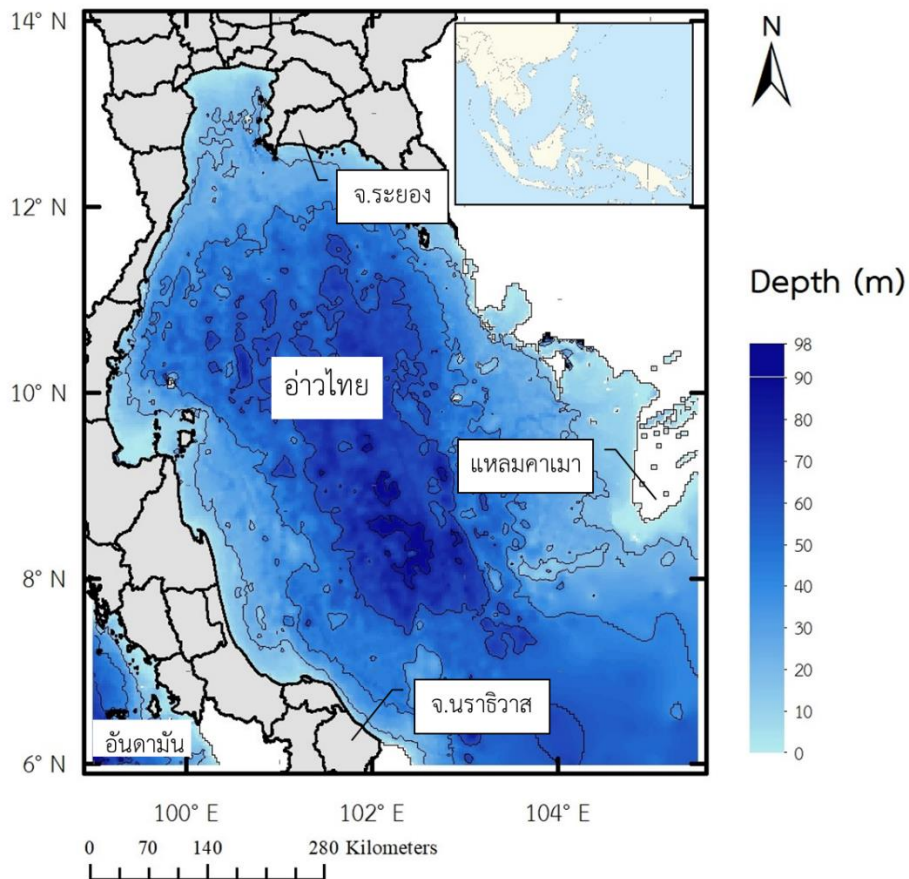 14° N
12° N
10° N
8° N
6° N
N
จ.ระยอง
อ่าวไทย
แหลมคาเมา
จ.นราธิวาส
อันดามัน
Depth (m)
98
90
80
70
60
50
40
30
20
10
0
100° E 102° E 104° E
0 70 140 280 Kilometers